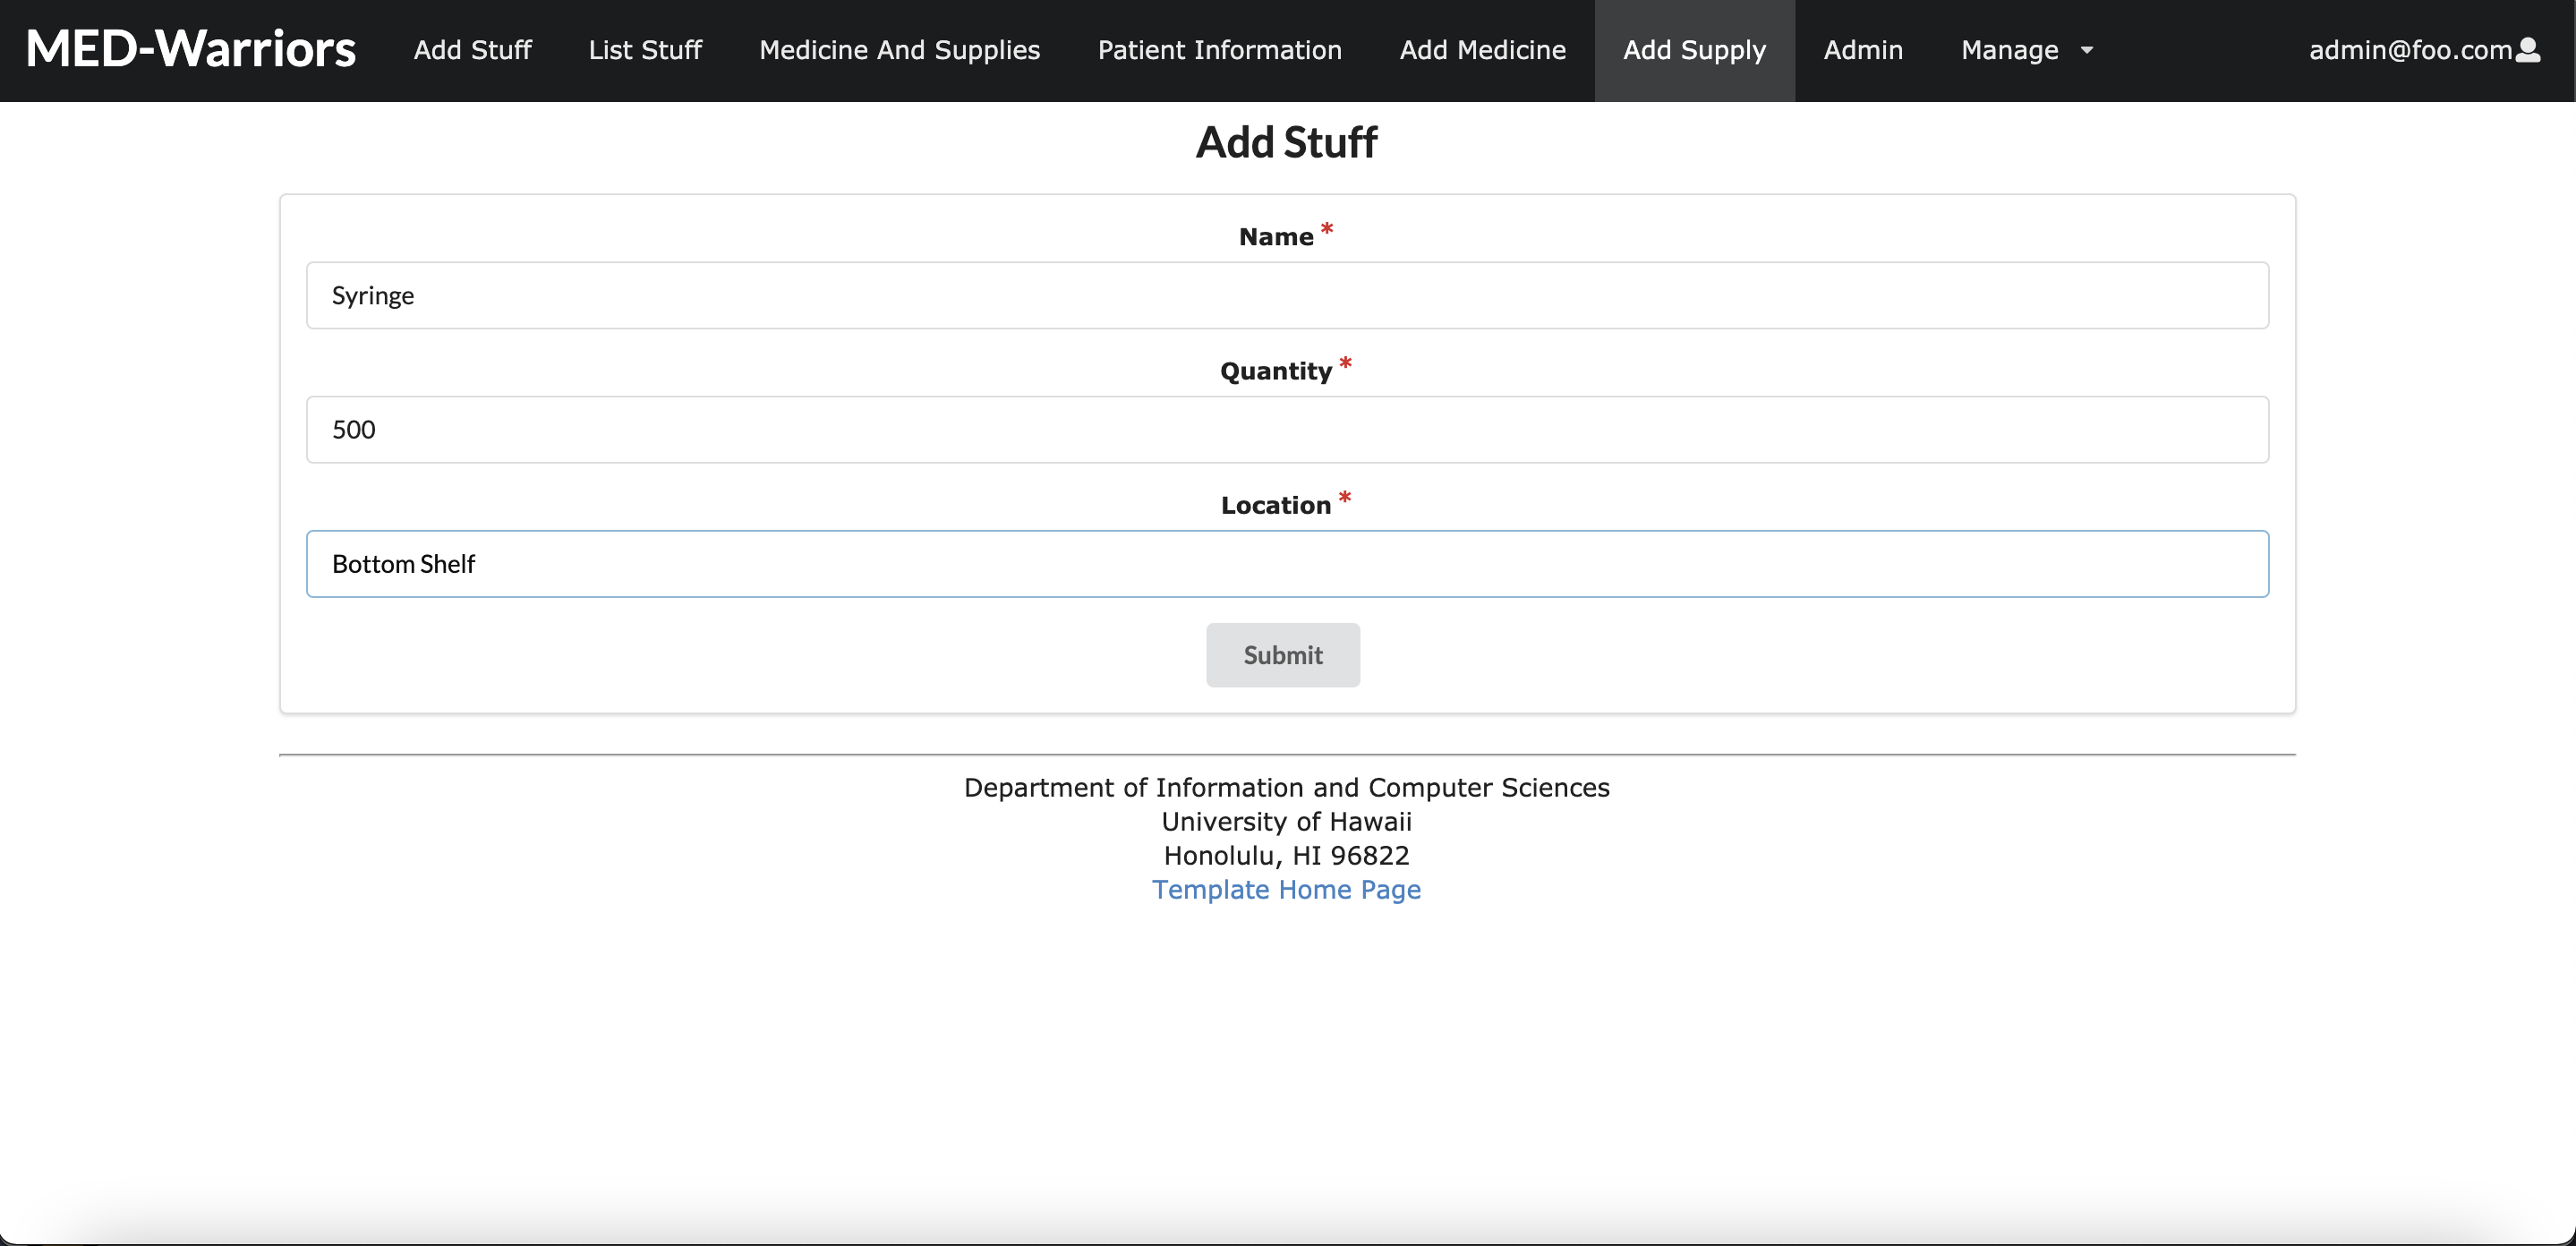 MED-Warriors Add Stuff List Stuff Medicine And Supplies Patient Information Add Medicine Add Supply Admin Manage admin@foo.com
Add Stuff
Name *
Syringe
Quantity *
500
Location *
Bottom Shelf
Submit
Department of Information and Computer Sciences
University of Hawaii
Honolulu, HI 96822
Template Home Page